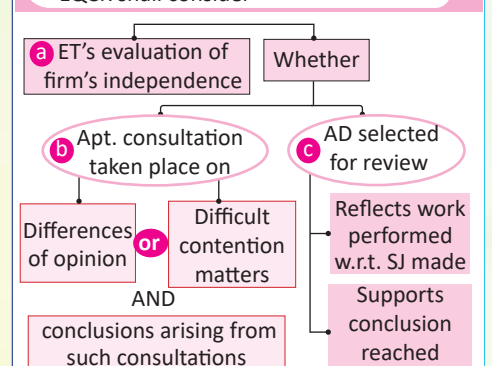 EQCR shall consider
a ET's evaluation of
firm's independence
Whether
b Apt. consultation
taken place on
c AD selected
for review
Differences
of opinion
or
Difficult
contention
matters
AND
conclusions arising from
such consultations
Reflects work
performed
w.r.t. SJ made
Supports
conclusion
reached